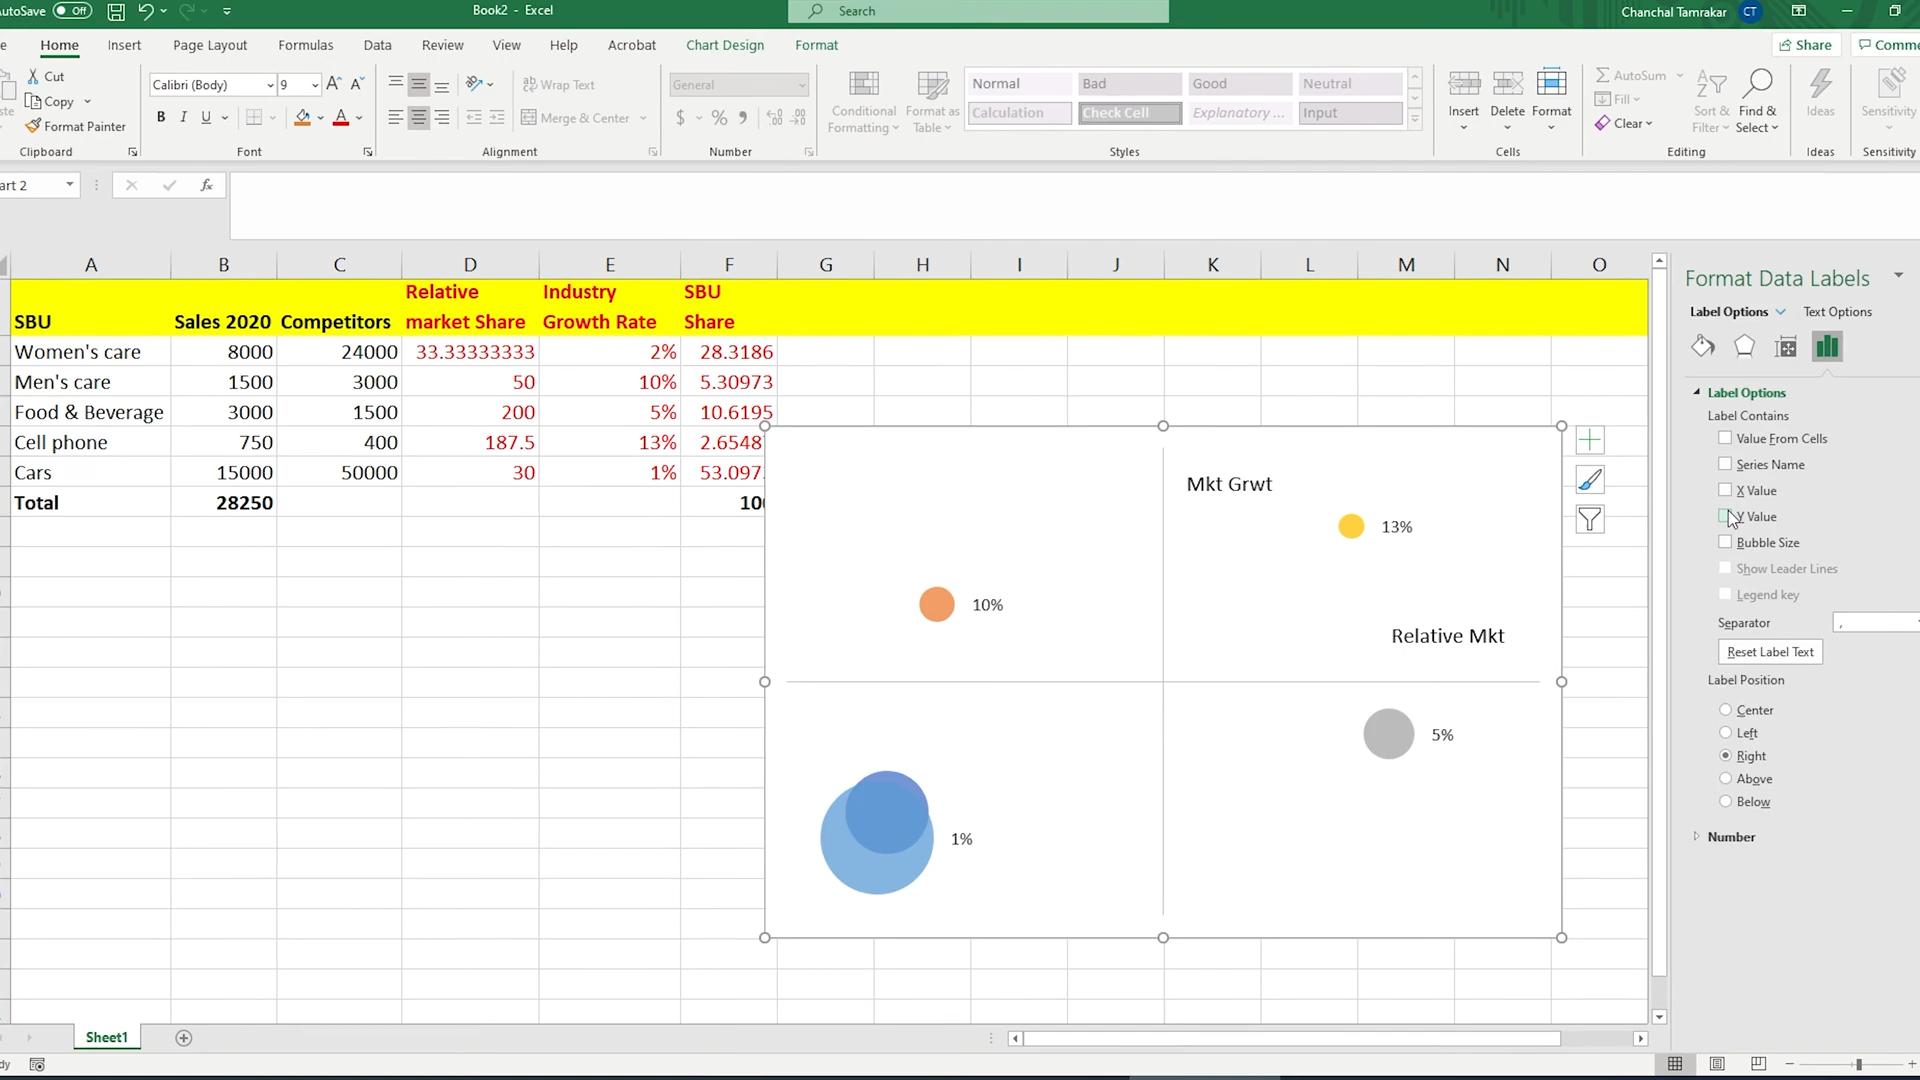 AutoSave Off Book2 - Excel Search Chanchal Tamrakar CT
Home Insert Page Layout Formulas Data Review View Help Acrobat Chart Design Format Share
Cut
Copy
Format Painter
Clipboard
Calibri (Body) 9
B I U
Font
Wrap Text
Merge & Center
Alignment
General
$ % ,
Number
Conditional Formatting
Format as Table
Normal Bad Good Neutral
Calculation Check Cell Explanatory ... Input
Styles
Insert Delete Format
Cells
AutoSum
Fill
Clear
Sort & Filter
Find & Select
Editing
Ideas
Ideas
Sensitivity
Sensitivity
fx
A B C D E F G H I J K L M N O
SBU Sales 2020 Competitors Relative market Share Industry Growth Rate SBU Share
Women's care 8000 24000 33.33333333 2% 28.3186
Men's care 1500 3000 50 10% 5.30973
Food & Beverage 3000 1500 200 5% 10.6195
Cell phone 750 400 187.5 13% 2.6548
Cars 15000 50000 30 1% 53.097
Total 28250 10
Mkt Grwt
13%
10%
Relative Mkt
5%
1%
Format Data Labels
Label Options Text Options
Label Options
Label Contains
Value From Cells
Series Name
X Value
Y Value
Bubble Size
Show Leader Lines
Legend key
Separator ,
Reset Label Text
Label Position
Center
Left
Right
Above
Below
Number
Sheet1